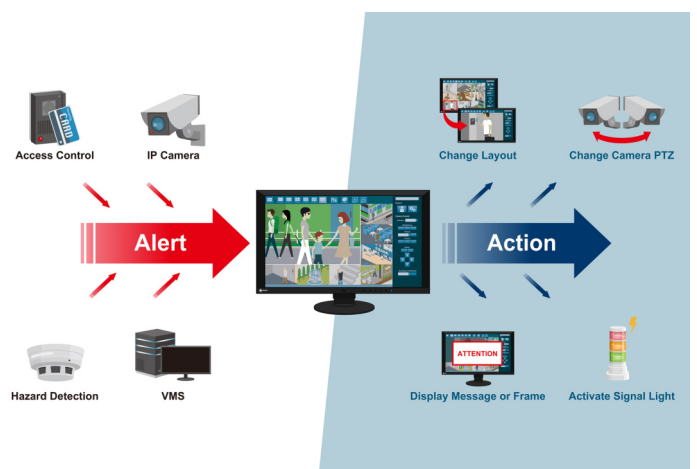 Access Control
IP Camera
Change Layout
Change Camera PTZ
CARD
Alert
Action
ATTENTION
Hazard Detection
VMS
Display Message or Frame
Activate Signal Light